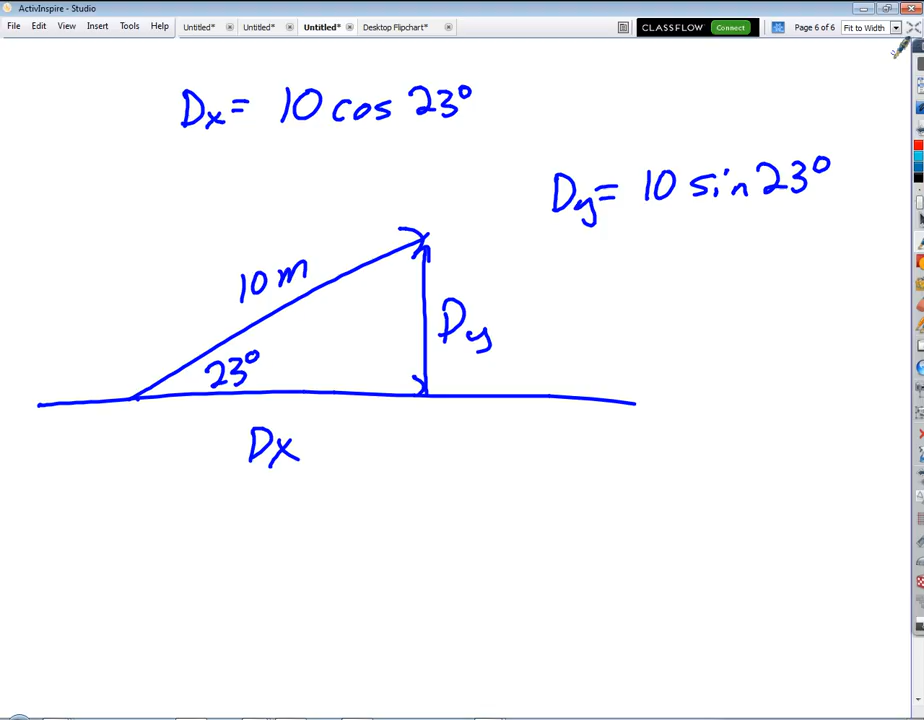 ActivInspire - Studio
File Edit View Insert Tools Help
Untitled* Untitled* Untitled* Desktop Flipchart*
CLASSFLOW Connect
Page 6 of 6 Fit to Width
Dx= 10 cos 23°
Dy= 10 sin 23°
10 m
Dy
23°
Dx